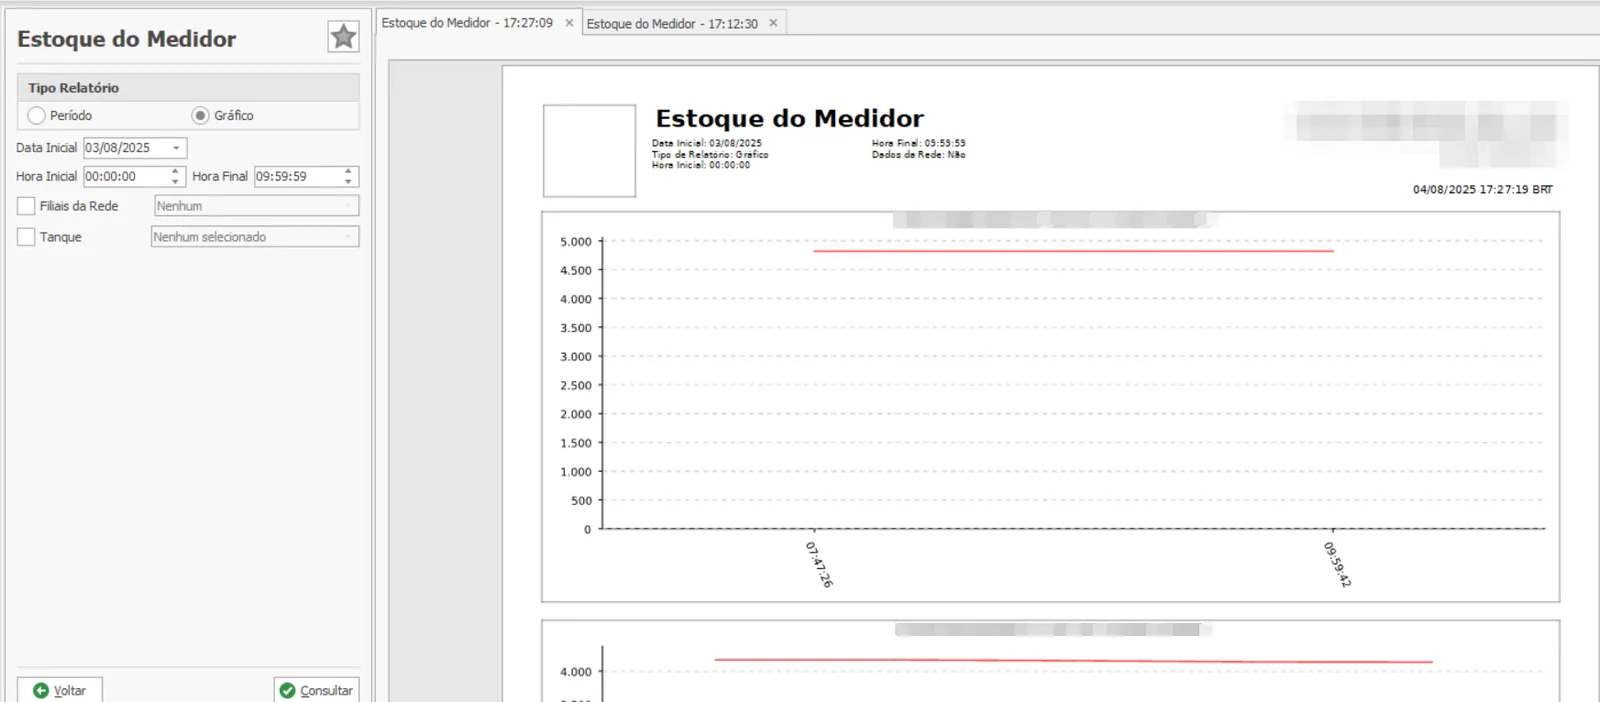 Estoque do Medidor
Tipo Relatório
Período
Gráfico
Data Inicial 03/08/2025
Hora Inicial 00:00:00 Hora Final 09:59:59
Filiais da Rede Nenhum
Tanque Nenhum selecionado
Voltar
Consultar
Estoque do Medidor - 17:27:09
Estoque do Medidor - 17:12:30
Estoque do Medidor
Data Inicial: 03/08/2025
Hora Final: 09:59:59
Tipo de Relatório: Gráfico
Dados da Rede: Não
Hora Inicial: 00:00:00
04/08/2025 17:27:19 BRT
5.000
4.500
4.000
3.500
3.000
2.500
2.000
1.500
1.000
500
0
07:47:26
09:59:42
4.000